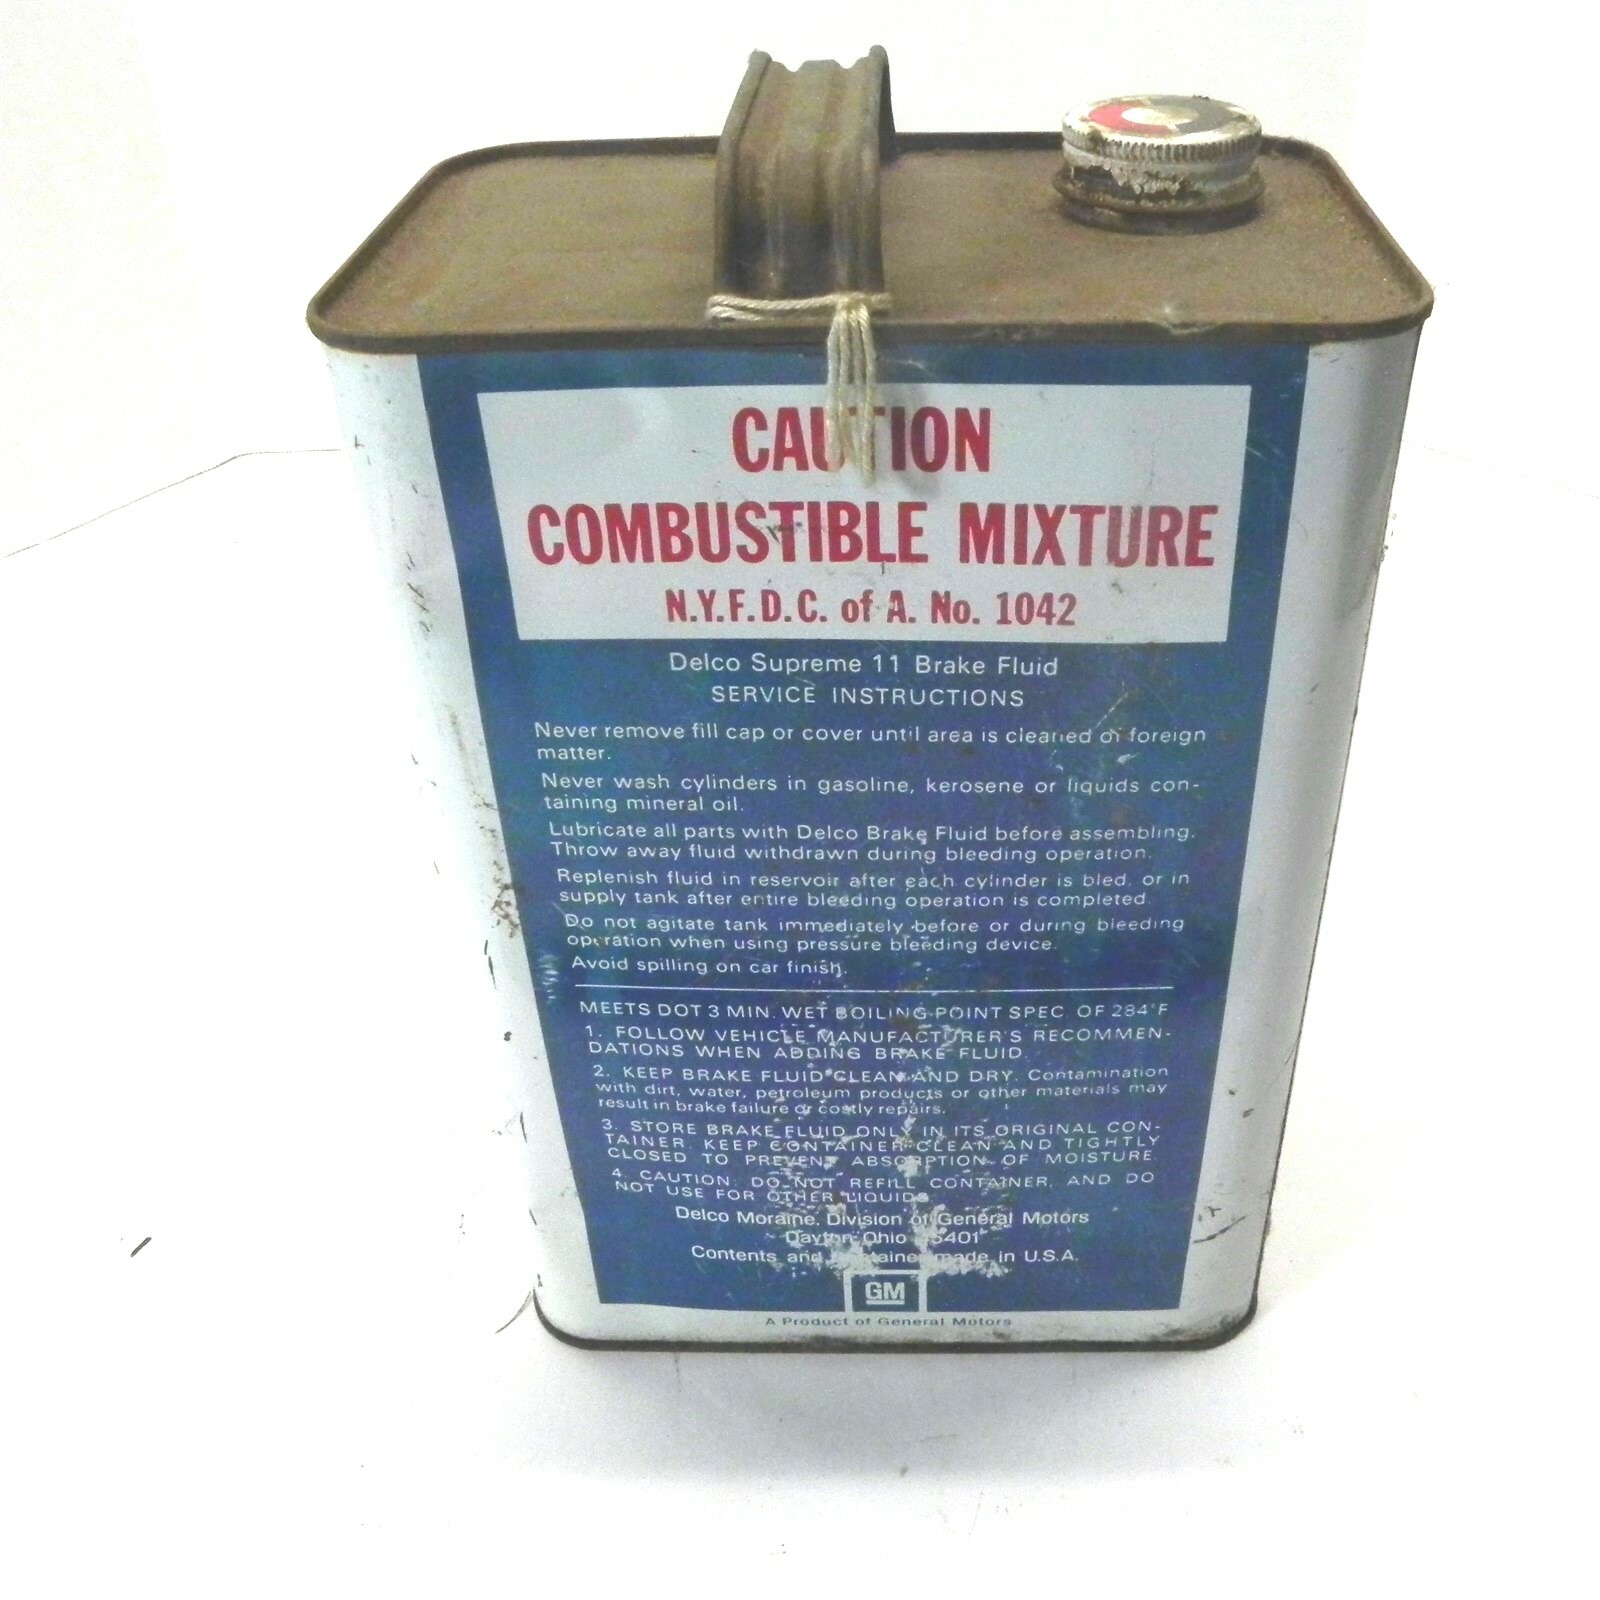 CAUTION
COMBUSTIBLE MIXTURE
N.Y.F.D.C. of A. No. 1042
Delco Supreme 11 Brake Fluid
SERVICE INSTRUCTIONS
Never remove fill cap or cover until area is cleaned of foreign
matter.
Never wash cylinders in gasoline, kerosene or liquids con-
taining mineral oil.
Lubricate all parts with Delco Brake Fluid before assembling.
Throw away fluid withdrawn during bleeding operation.
Replenish fluid in reservoir after each cylinder is bled, or in
supply tank after entire bleeding operation is completed.
Do not agitate tank immediately before or during bleeding
operation when using pressure bleeding device.
Avoid spilling on car finish.
MEETS DOT 3 MIN. WET BOILING POINT SPEC. OF 284°F
1. FOLLOW VEHICLE MANUFACTURER'S RECOMMEN-
DATIONS WHEN ADDING BRAKE FLUID.
2. KEEP BRAKE FLUID CLEAN AND DRY. Contamination
with dirt, water, petroleum products or other materials may
result in brake failure or costly repairs.
3. STORE BRAKE FLUID ONLY IN ITS ORIGINAL CON-
TAINER. KEEP CONTAINER CLEAN AND TIGHTLY
CLOSED TO PREVENT ABSORPTION OF MOISTURE.
4. CAUTION: DO NOT REFILL CONTAINER, AND DO
NOT USE FOR OTHER LIQUIDS.
Delco Moraine, Division of General Motors
Dayton, Ohio 45401
Contents and container made in U.S.A.
GM
A Product of General Motors